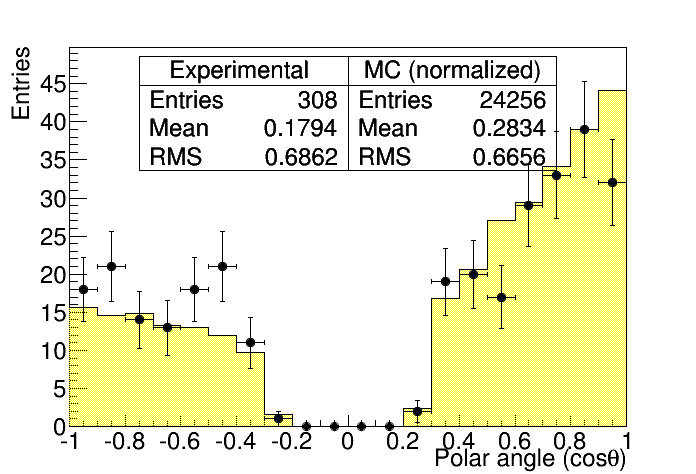 Entries
Experimental MC (normalized)
Entries 308 Entries 24256
Mean 0.1794 Mean 0.2834
RMS 0.6862 RMS 0.6656
45
40
35
30
25
20
15
10
5
0
-1 -0.8 -0.6 -0.4 -0.2 0 0.2 0.4 0.6 0.8 1
Polar angle (cosθ)